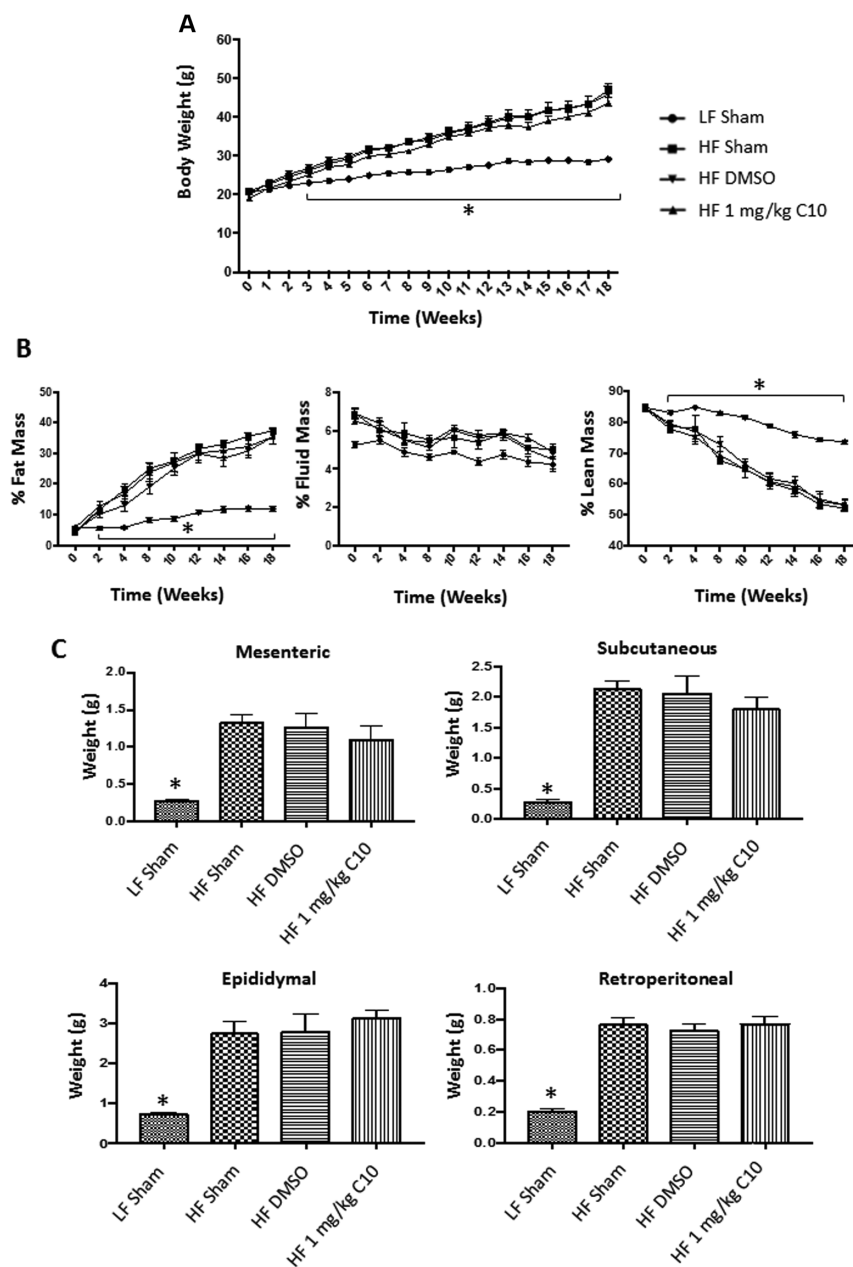 A
Body Weight (g)
60
50
40
30
20
10
0
*
0 1 2 3 4 5 6 7 8 9 10 11 12 13 14 15 16 17 18
Time (Weeks)
LF Sham
HF Sham
HF DMSO
HF 1 mg/kg C10
B
% Fat Mass
50
40
30
20
10
0
*
0 2 4 8 10 12 14 16 18
Time (Weeks)
% Fluid Mass
8
6
4
2
0
0 2 4 8 10 12 14 16 18
Time (Weeks)
% Lean Mass
90
80
70
60
50
40
*
0 2 4 6 8 10 12 14 16 18
Time (Weeks)
C
Mesenteric
Weight (g)
2.0
1.5
1.0
0.5
0.0
*
LF Sham
HF Sham
HF DMSO
HF 1 mg/kg C10
Subcutaneous
Weight (g)
2.5
2.0
1.5
1.0
0.5
0.0
*
LF Sham
HF Sham
HF DMSO
HF 1 mg/kg C10
Epididymal
Weight (g)
4
3
2
1
0
*
LF Sham
HF Sham
HF DMSO
HF 1 mg/kg C10
Retroperitoneal
Weight (g)
1.0
0.8
0.6
0.4
0.2
0.0
*
LF Sham
HF Sham
HF DMSO
HF 1 mg/kg C10